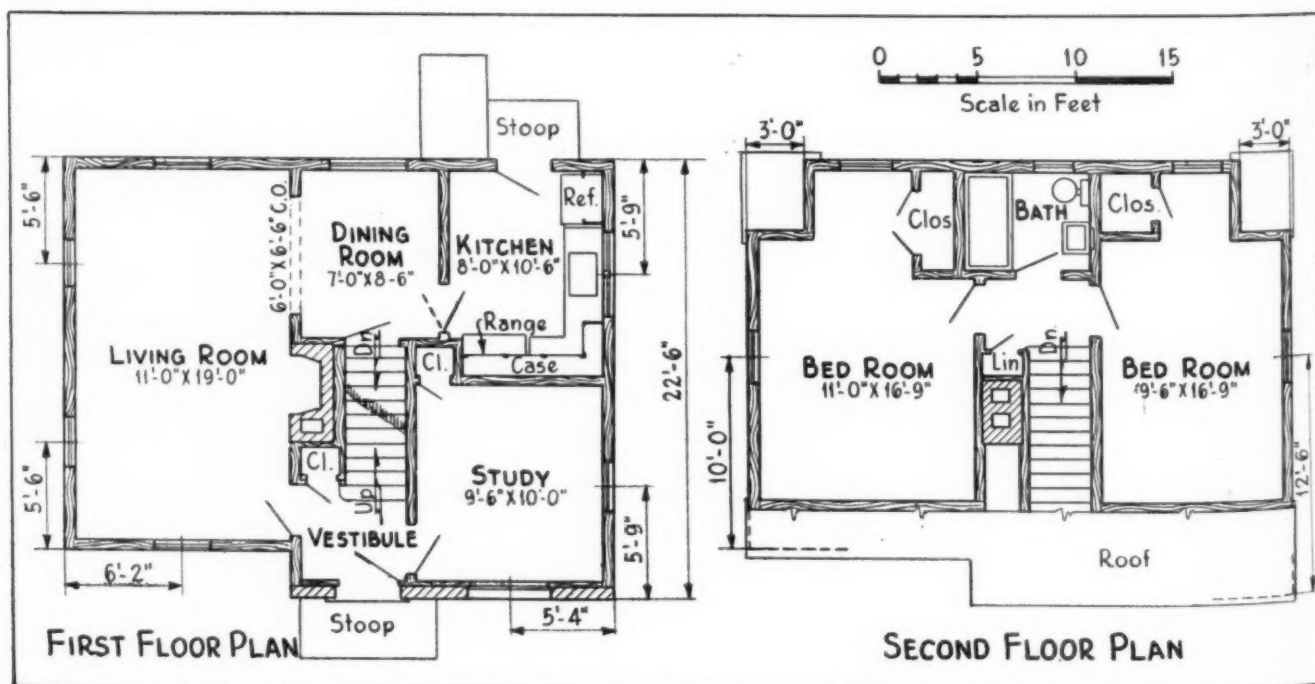 0 5 10 15
Scale in Feet
Stoop
5'-6"
6'-0"X6'-6" C.O.
DINING
ROOM
7'-0"X8'-6"
KITCHEN
8'-0"X10'-6"
Ref.
5'-9"
LIVING ROOM
11'-0"X19'-0"
Range
Case
Dn.
Cl.
22'-6"
5'-6"
Cl.
Up
STUDY
9'-6"X10'-0"
5'-9"
VESTIBULE
6'-2"
Stoop
5'-4"
FIRST FLOOR PLAN
3'-0"
3'-0"
Clos
BATH
Clos.
BED ROOM
11'-0"X16'-9"
Lin
Dn.
BED ROOM
9'-6"X16'-9"
10'-0"
12'-6"
Roof
SECOND FLOOR PLAN